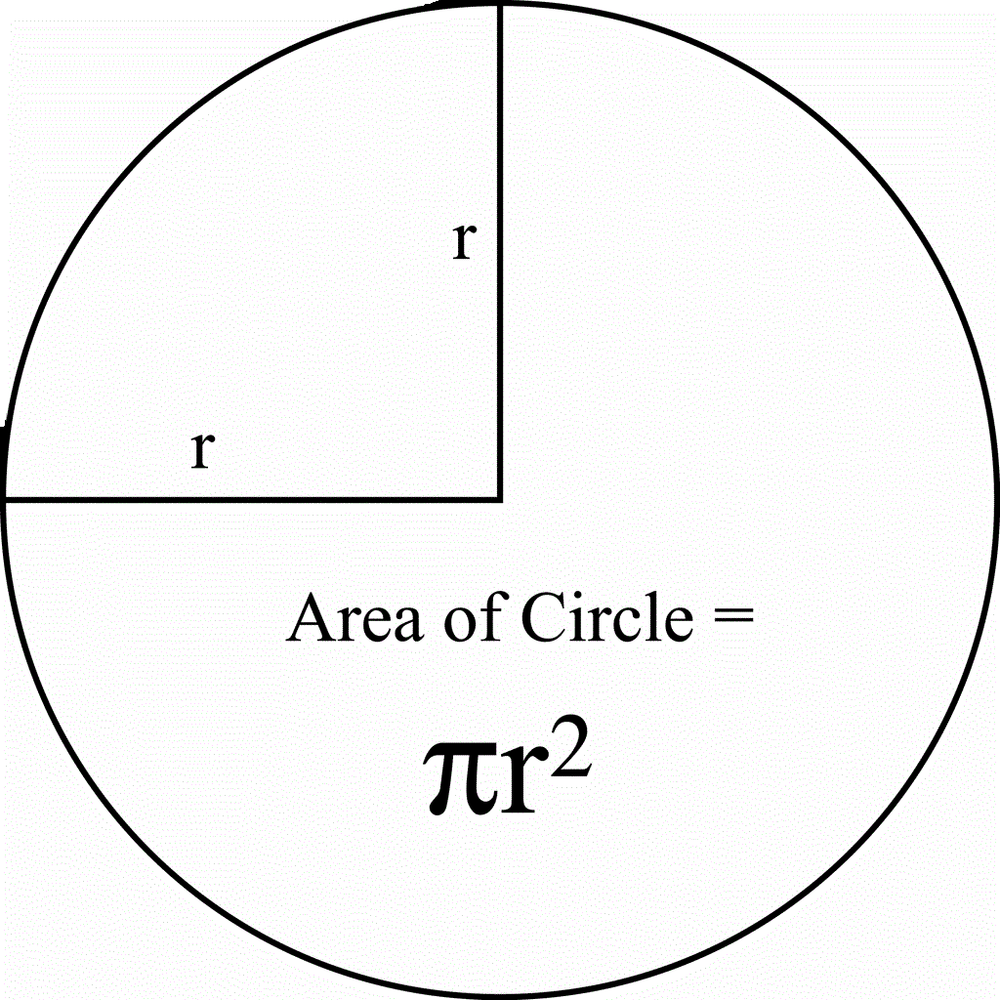 r
r
Area of Circle =
πr²